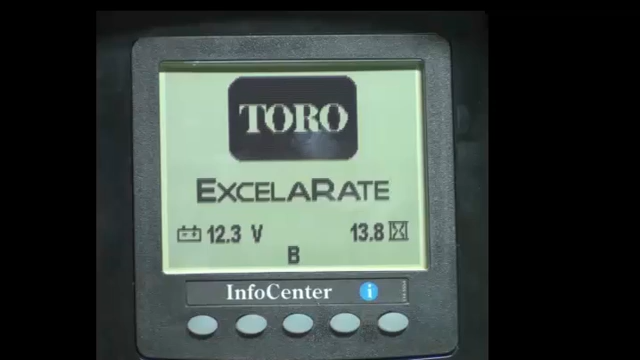 TORO
EXCELARATE
12.3 V 13.8
B
InfoCenter i